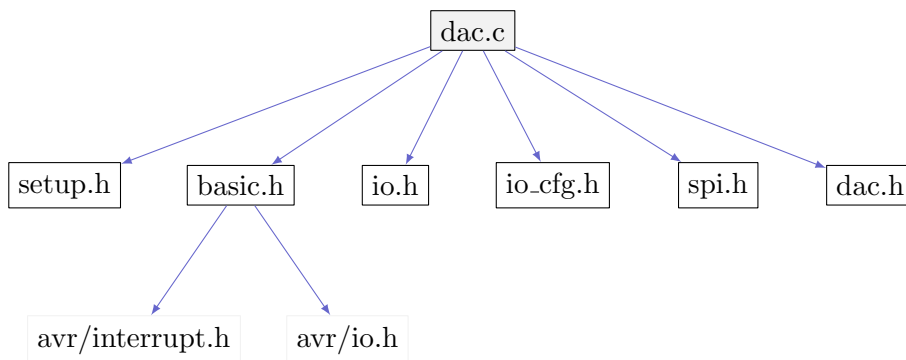 dac.c
setup.h
basic.h
io.h
io_cfg.h
spi.h
dac.h
avr/interrupt.h
avr/io.h